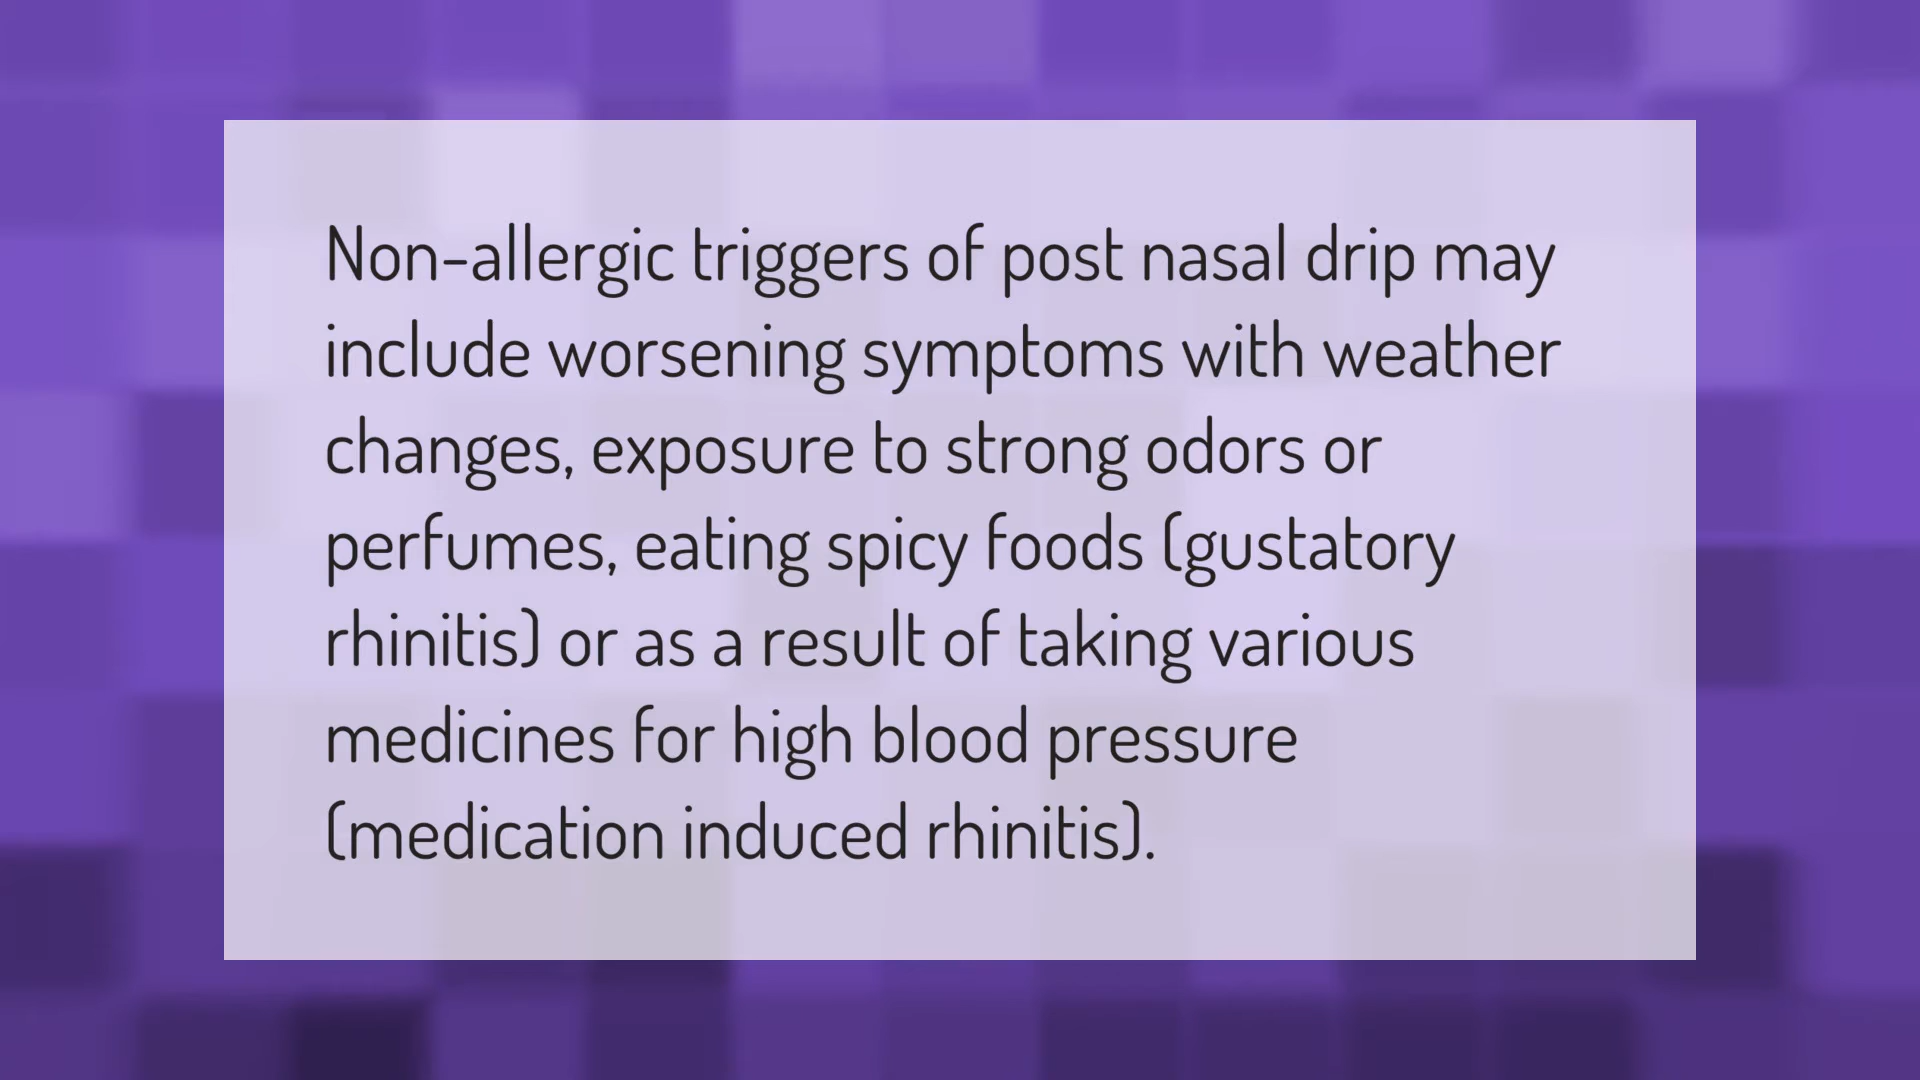 Non-allergic triggers of post nasal drip may
include worsening symptoms with weather
changes, exposure to strong odors or
perfumes, eating spicy foods (gustatory
rhinitis) or as a result of taking various
medicines for high blood pressure
(medication induced rhinitis).